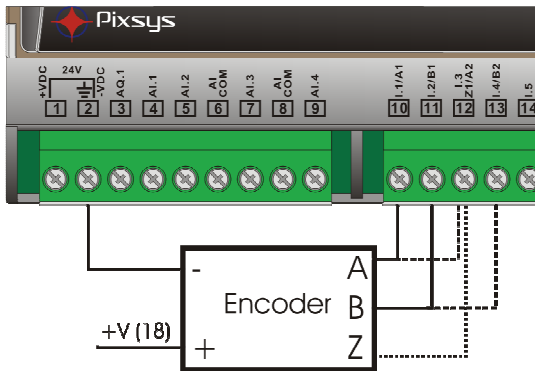 Pixsys
+VDC
24V
-VDC
AQ.1
AI.1
AI.2
AI
COM
AI.3
AI
COM
AI.4
I.1/A1
I.2/B1
I.3
Z1/A2
I.4/B2
I.5
1 2 3 4 5 6 7 8 9 10 11 12 13 14
- A
Encoder B
+V (18)
+ Z